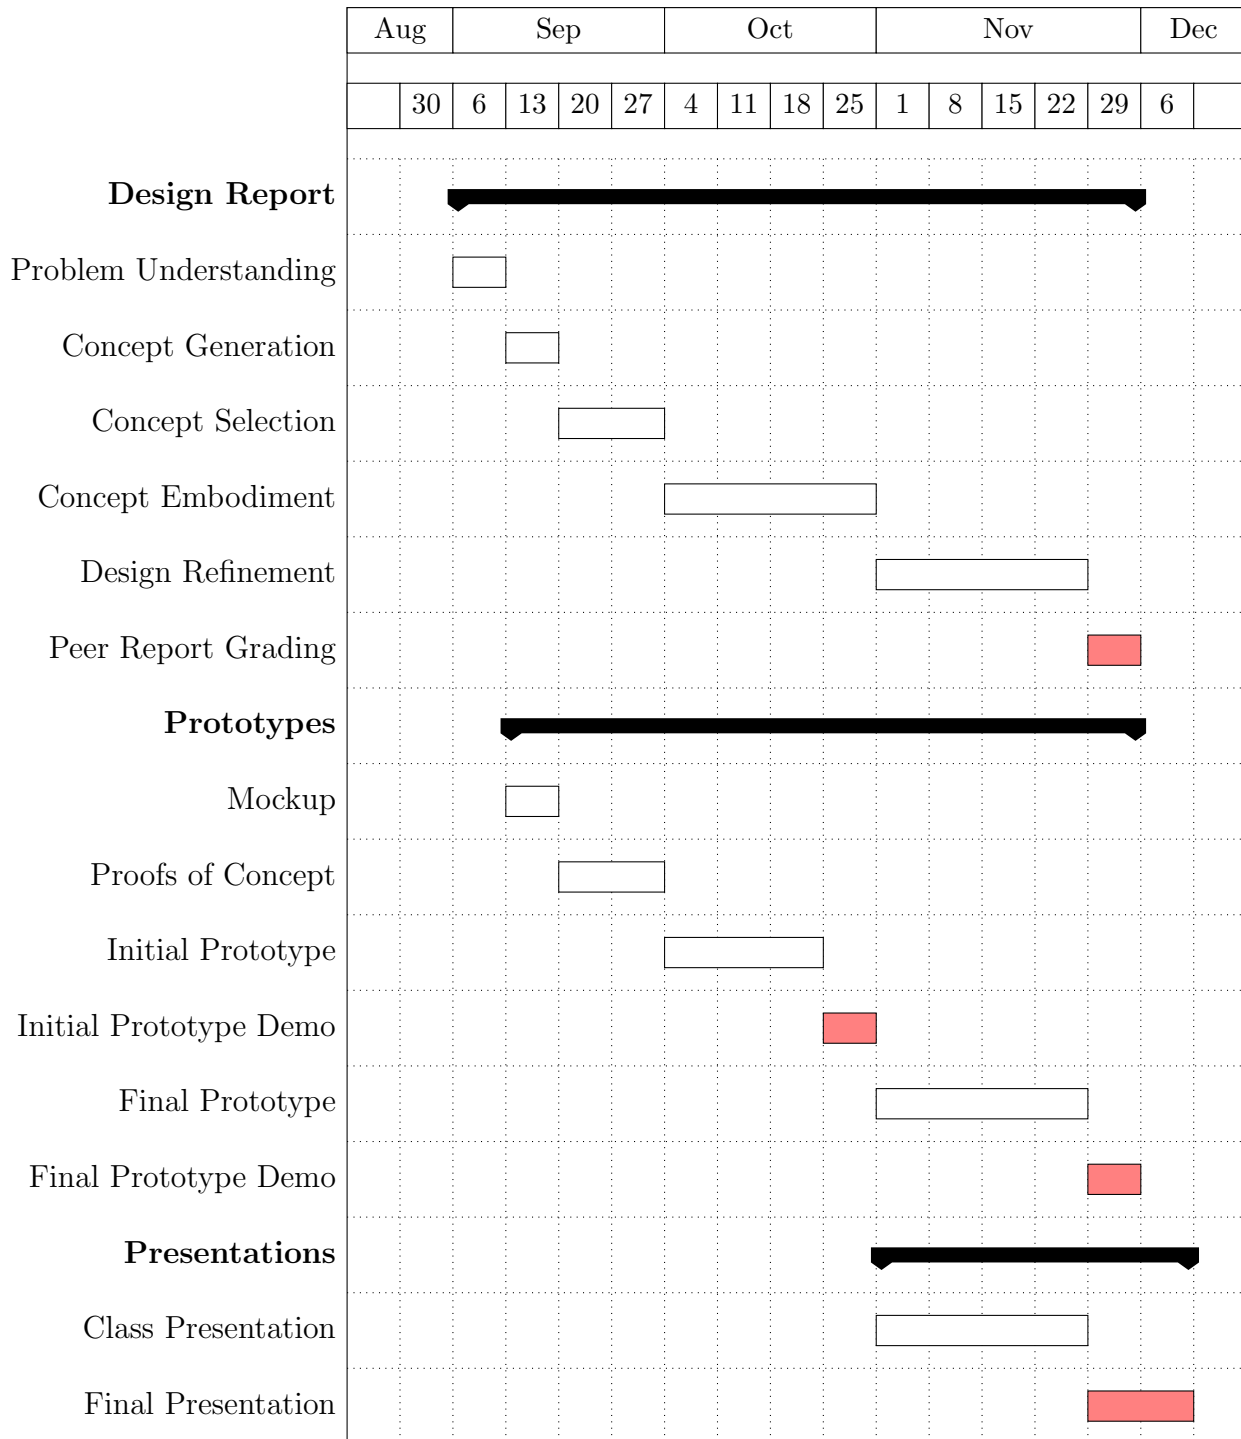 Aug Sep Oct Nov Dec
30 6 13 20 27 4 11 18 25 1 8 15 22 29 6
Design Report
Problem Understanding
Concept Generation
Concept Selection
Concept Embodiment
Design Refinement
Peer Report Grading
Prototypes
Mockup
Proofs of Concept
Initial Prototype
Initial Prototype Demo
Final Prototype
Final Prototype Demo
Presentations
Class Presentation
Final Presentation